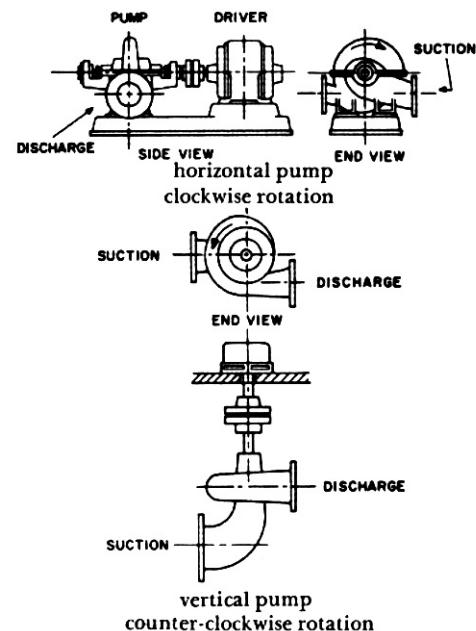 PUMP
DRIVER
SUCTION
DISCHARGE
SIDE VIEW
END VIEW
horizontal pump
clockwise rotation
SUCTION
DISCHARGE
END VIEW
DISCHARGE
SUCTION
vertical pump
counter-clockwise rotation